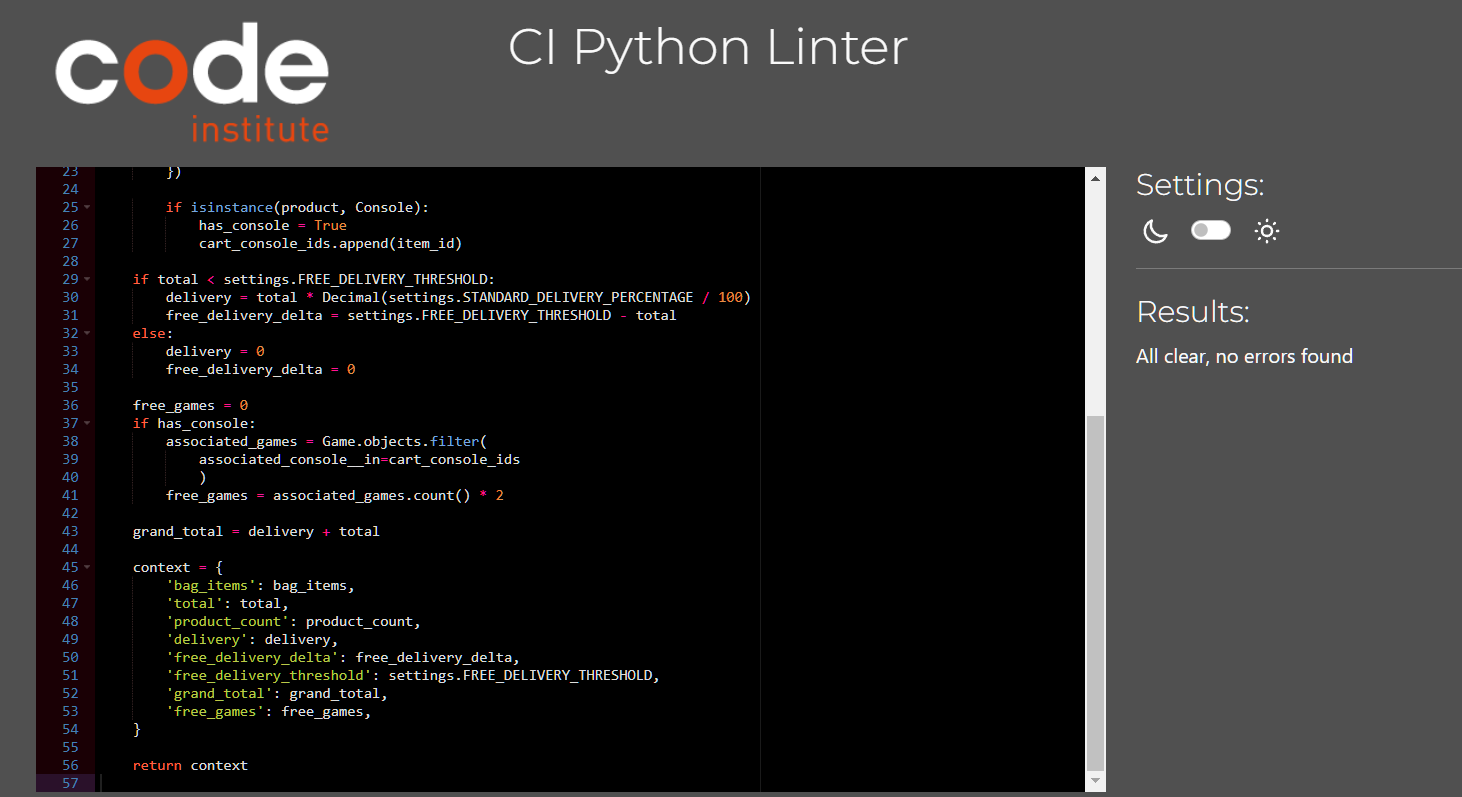 code
institute
CI Python Linter
23         })
24
25         if isinstance(product, Console):
26             has_console = True
27             cart_console_ids.append(item_id)
28
29     if total < settings.FREE_DELIVERY_THRESHOLD:
30         delivery = total * Decimal(settings.STANDARD_DELIVERY_PERCENTAGE / 100)
31         free_delivery_delta = settings.FREE_DELIVERY_THRESHOLD - total
32     else:
33         delivery = 0
34         free_delivery_delta = 0
35
36     free_games = 0
37     if has_console:
38         associated_games = Game.objects.filter(
39             associated_console__in=cart_console_ids
40             )
41         free_games = associated_games.count() * 2
42
43     grand_total = delivery + total
44
45     context = {
46         'bag_items': bag_items,
47         'total': total,
48         'product_count': product_count,
49         'delivery': delivery,
50         'free_delivery_delta': free_delivery_delta,
51         'free_delivery_threshold': settings.FREE_DELIVERY_THRESHOLD,
52         'grand_total': grand_total,
53         'free_games': free_games,
54     }
55
56     return context
57
Settings:
Results:
All clear, no errors found